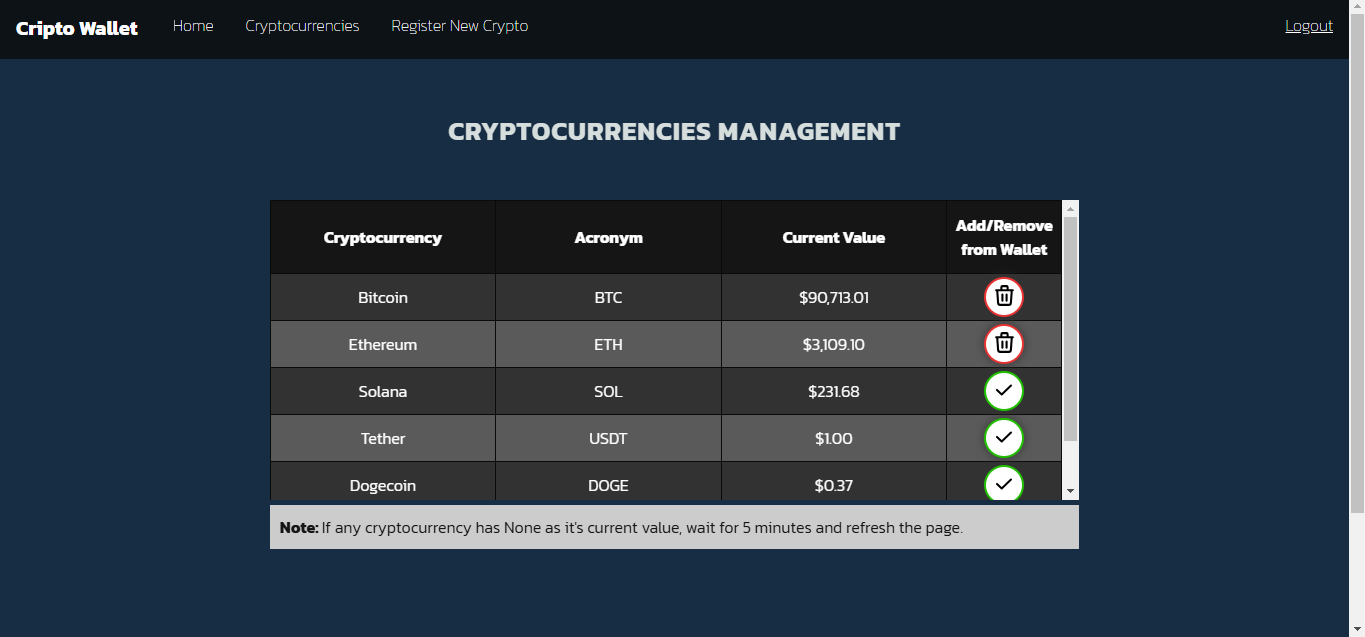 Cripto Wallet Home Cryptocurrencies Register New Crypto Logout
CRYPTOCURRENCIES MANAGEMENT
Cryptocurrency Acronym Current Value Add/Remove from Wallet
Bitcoin BTC $90,713.01
Ethereum ETH $3,109.10
Solana SOL $231.68
Tether USDT $1.00
Dogecoin DOGE $0.37
Note: If any cryptocurrency has None as it's current value, wait for 5 minutes and refresh the page.